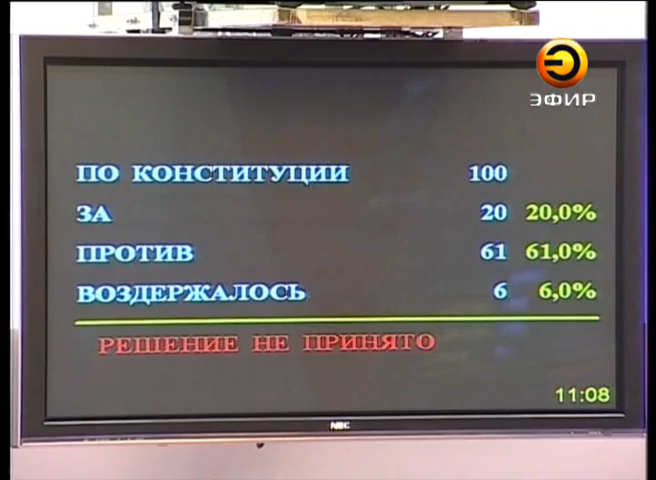 ЭФИР
ПО КОНСТИТУЦИИ 100
ЗА 20 20,0%
ПРОТИВ 61 61,0%
ВОЗДЕРЖАЛОСЬ 6 6,0%
РЕШЕНИЕ НЕ ПРИНЯТО
11:08
NEC